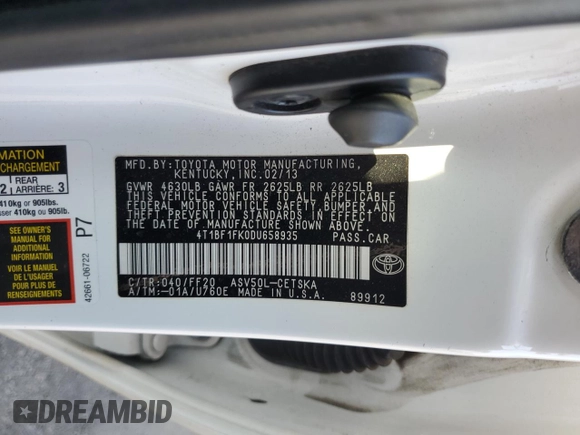 MFD.BY:TOYOTA MOTOR MANUFACTURING,
KENTUCKY, INC. 02/13
GVWR 4630LB GAWR FR 2625LB RR 2625LB
THIS VEHICLE CONFORMS TO ALL APPLICABLE
FEDERAL MOTOR VEHICLE SAFETY, BUMPER, AND
THEFT PREVENTION STANDARDS IN EFFECT ON
THE DATE OF MANUFACTURE SHOWN ABOVE.
4T1BF1FK0DU658935 PASS.CAR
C/TR:040/FF20 ASV50L-CETSKA
A/TM:-01A/U760E MADE IN U.S.A.
89912
MATION
CHARGEMENT
2 REAR ARRIÈRE: 3
410kg or 905lbs.
sser 410kg ou 905lb.
SEE OWNER'S
MANUAL FOR
ADDITIONAL
INFORMATION
VOIR LE MANUEL
DE L'USAGER
POUR PLUS DE
RENSEIGNEMENTS
P7
42661-06722
DREAMBID